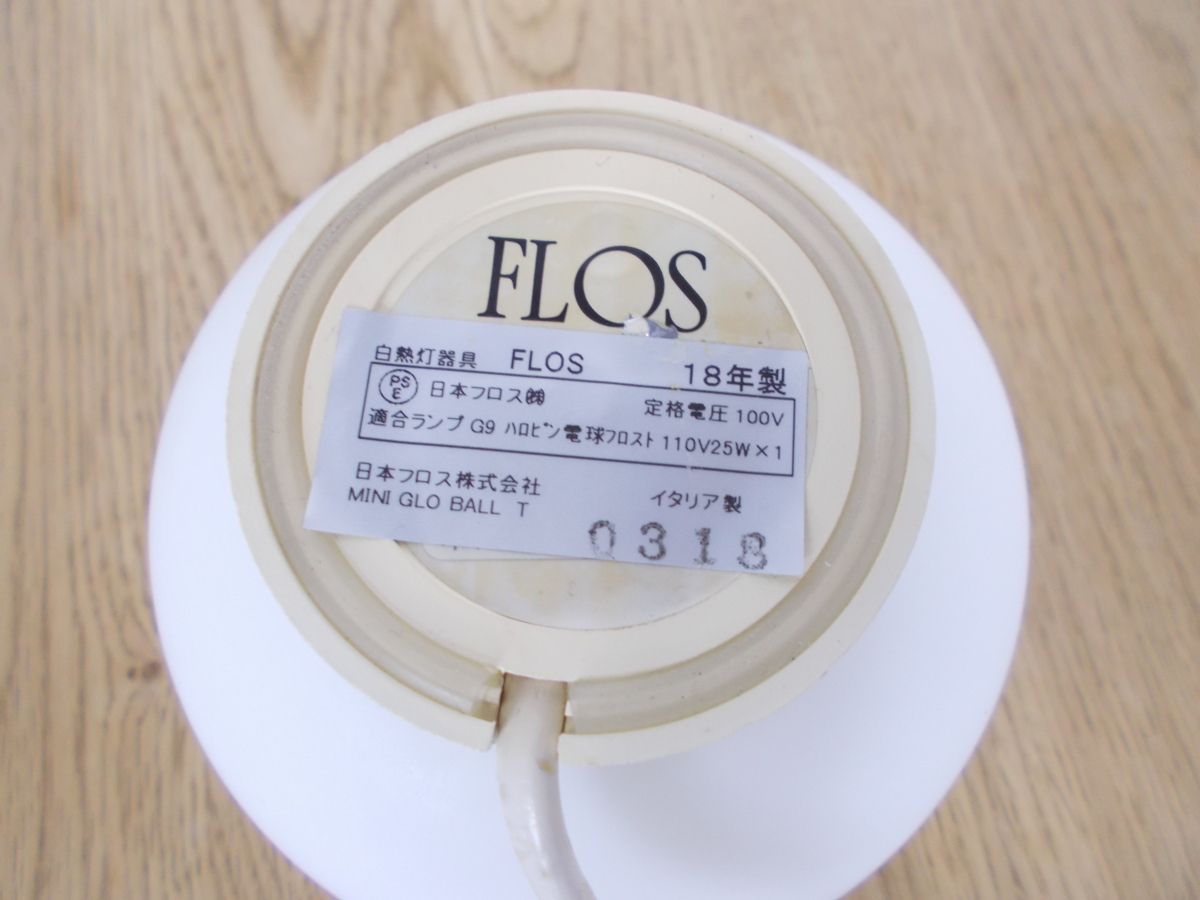 FLOS
白熱灯器具 FLOS 18年製
PSE 日本フロス㈱ 定格電圧 100V
適合ランプ G9 ハロピン電球フロスト 110V25W×1
日本フロス株式会社 イタリア製
MINI GLO BALL T
0318